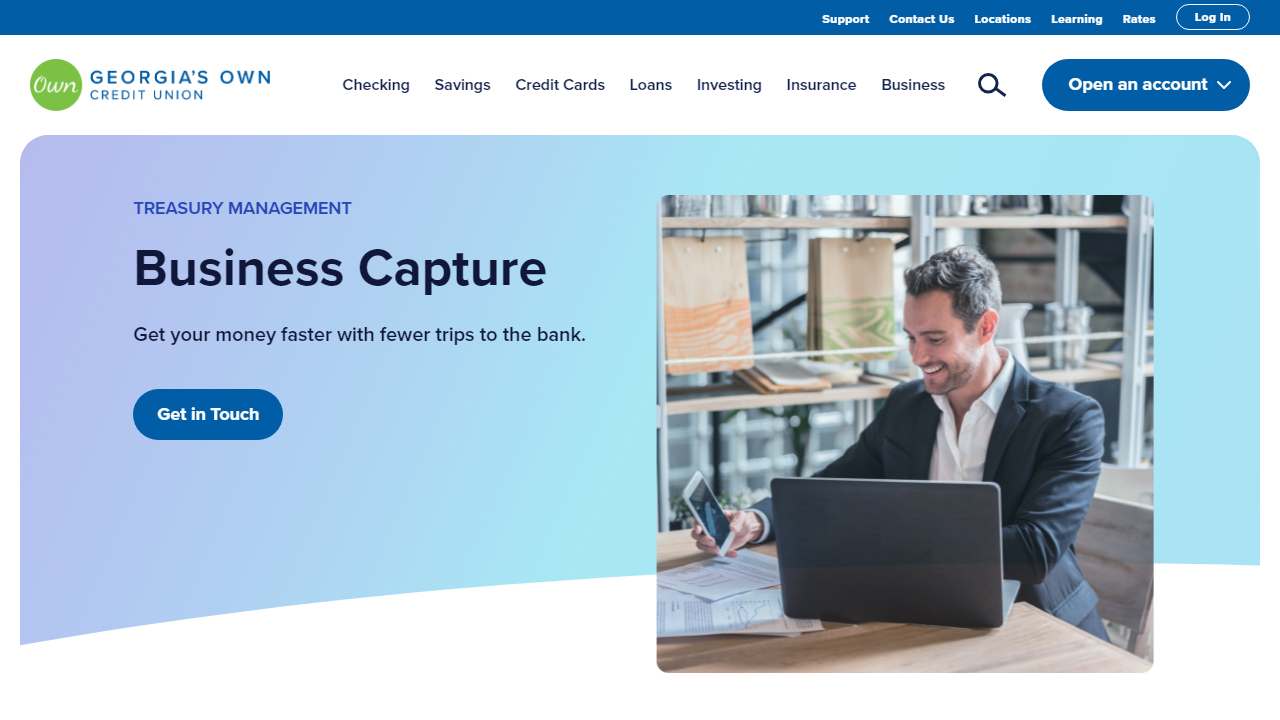 Support Contact Us Locations Learning Rates Log In
Own GEORGIA'S OWN
CREDIT UNION
Checking Savings Credit Cards Loans Investing Insurance Business Open an account
TREASURY MANAGEMENT
Business Capture
Get your money faster with fewer trips to the bank.
Get in Touch